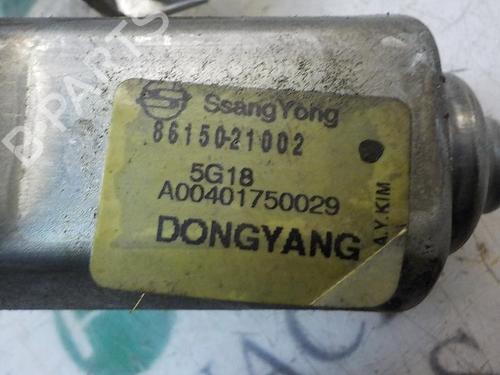 SsangYong
86150-21002
5G18
A00401750029
DONGYANG
A.Y KIM
B-PARTS